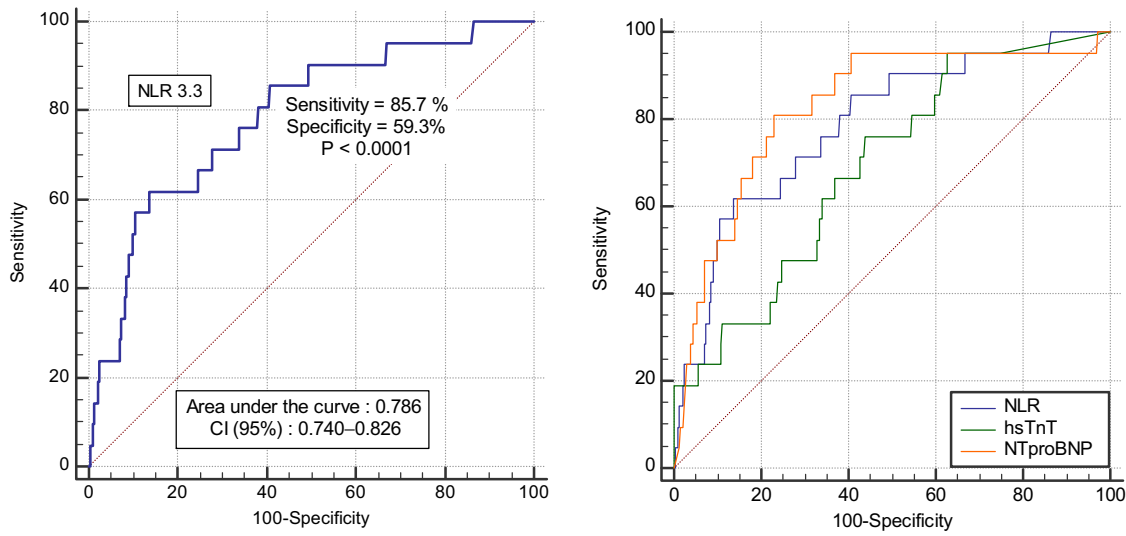 100
80
60
40
20
0
Sensitivity
NLR 3.3
Sensitivity = 85.7 %
Specificity = 59.3%
P < 0.0001
Area under the curve : 0.786
CI (95%) : 0.740–0.826
0 20 40 60 80 100
100-Specificity
100
80
60
40
20
0
Sensitivity
NLR
hsTnT
NTproBNP
0 20 40 60 80 100
100-Specificity